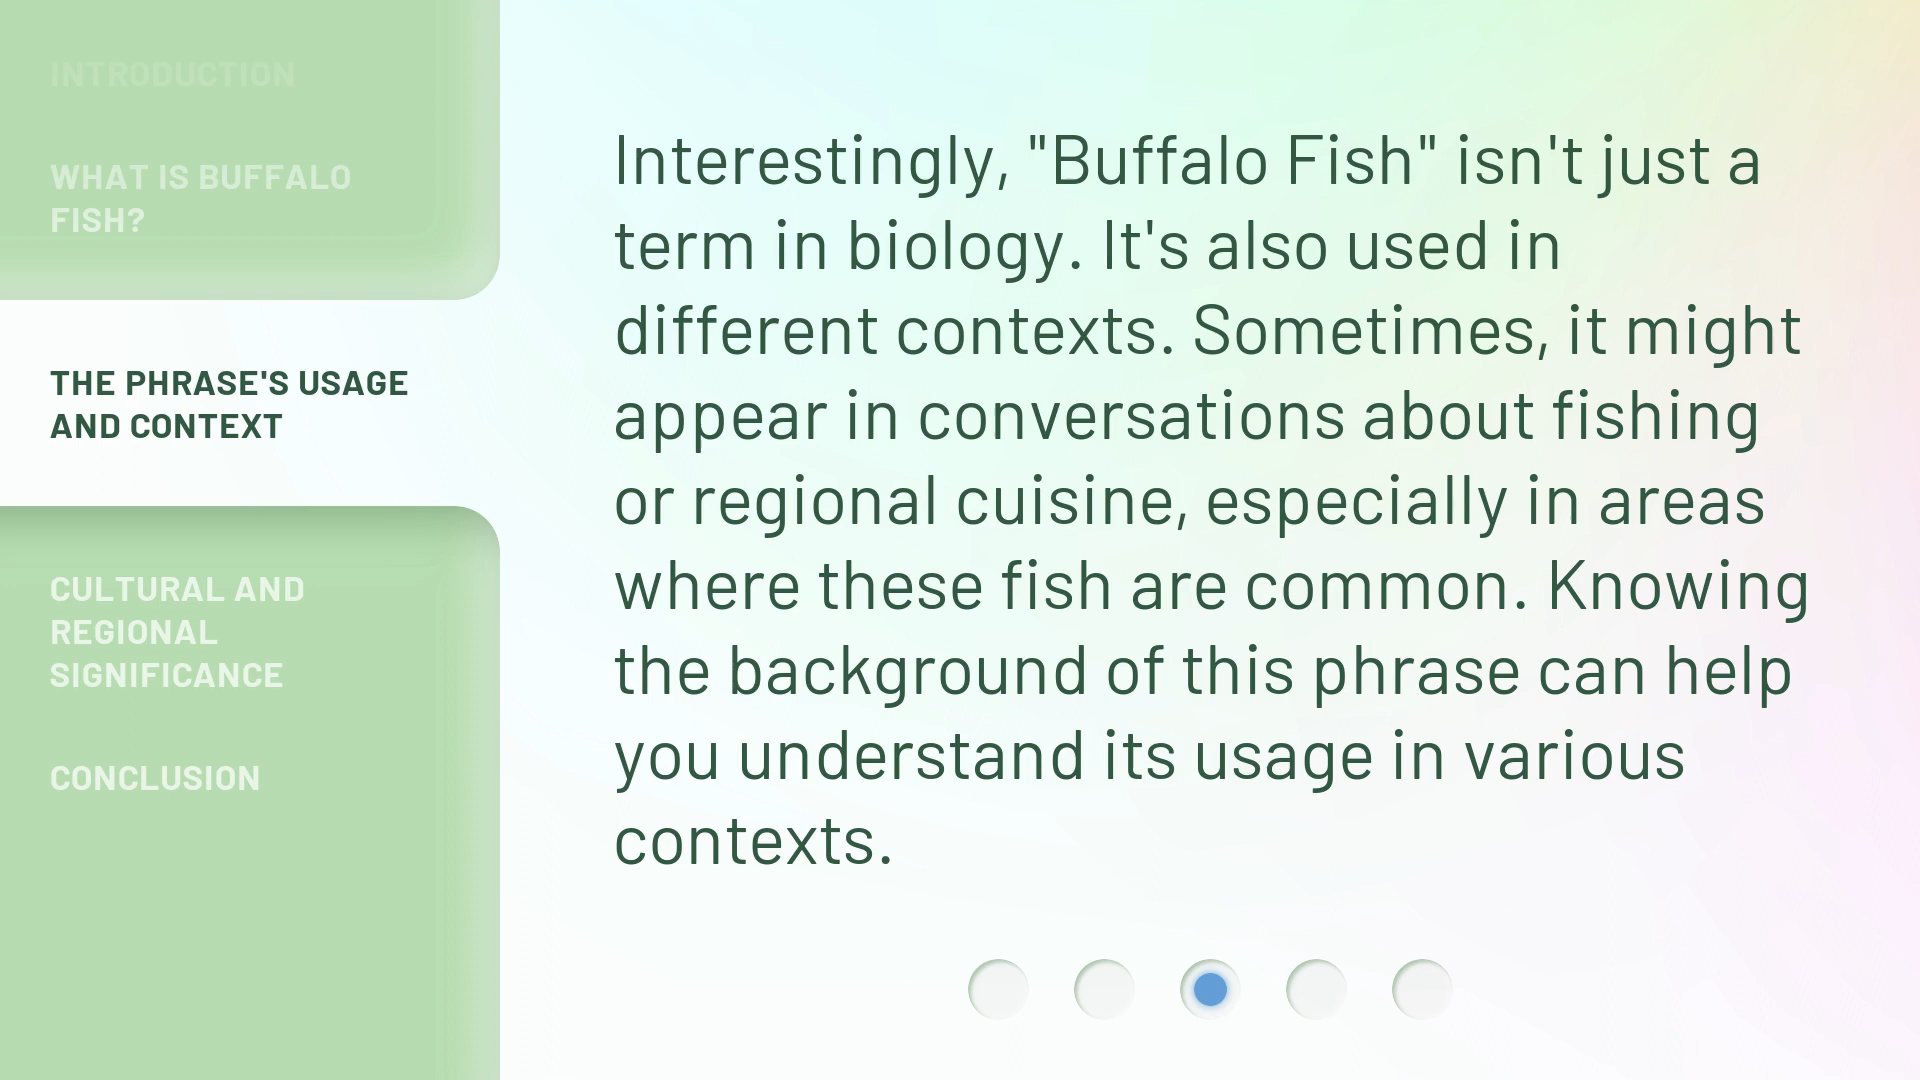 INTRODUCTION
WHAT IS BUFFALO
FISH?
THE PHRASE'S USAGE
AND CONTEXT
CULTURAL AND
REGIONAL
SIGNIFICANCE
CONCLUSION
Interestingly, "Buffalo Fish" isn't just a
term in biology. It's also used in
different contexts. Sometimes, it might
appear in conversations about fishing
or regional cuisine, especially in areas
where these fish are common. Knowing
the background of this phrase can help
you understand its usage in various
contexts.